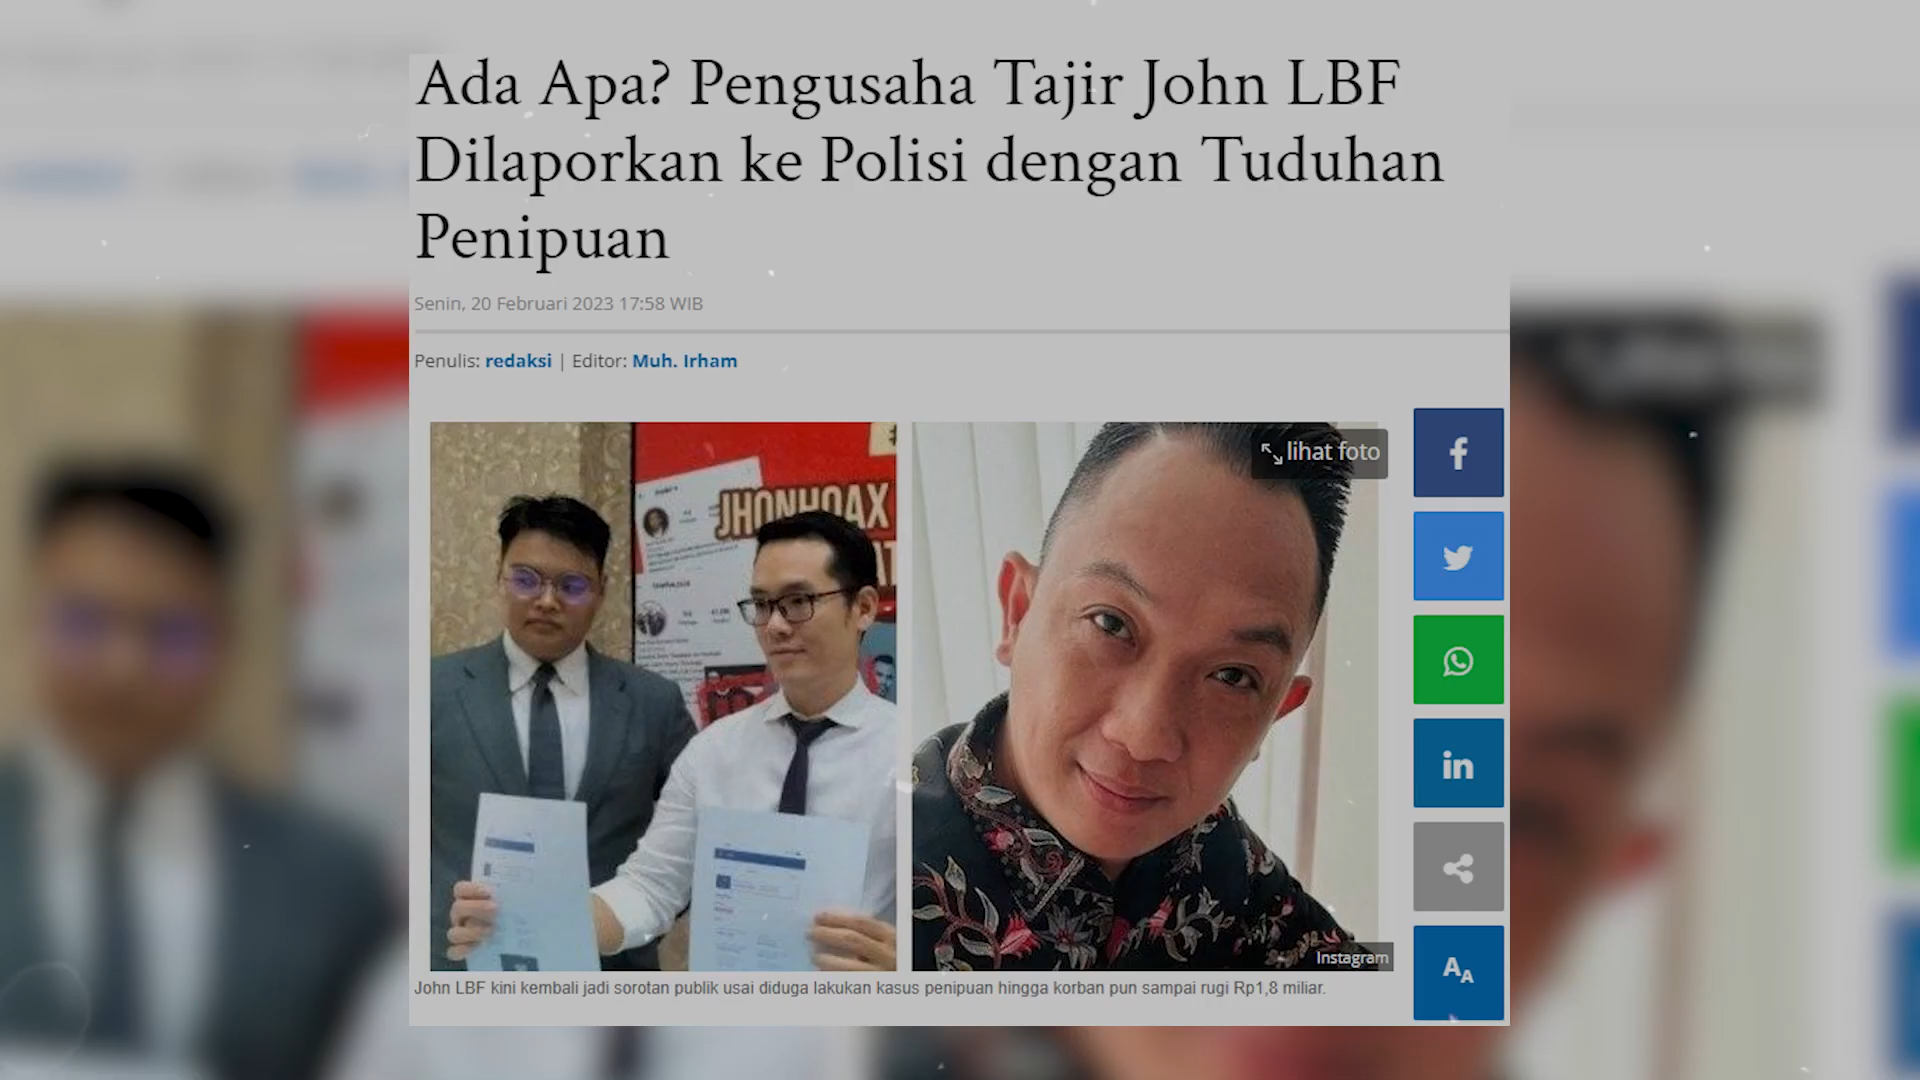 Ada Apa? Pengusaha Tajir John LBF
Dilaporkan ke Polisi dengan Tuduhan
Penipuan
Senin, 20 Februari 2023 17:58 WIB
Penulis: redaksi | Editor: Muh. Irham
lihat foto
JHONHOAX
Instagram
AA
John LBF kini kembali jadi sorotan publik usai diduga lakukan kasus penipuan hingga korban pun sampai rugi Rp1,8 miliar.